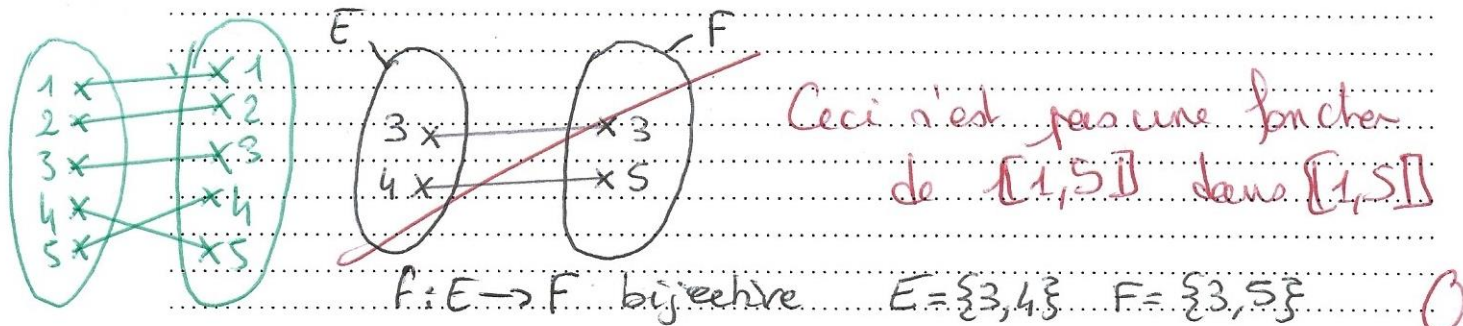 E F
1 1
2 2
3 3
4 4
5 5
3 3
4 5
Ceci n'est pas une fonction
de [[1,5]] dans [[1,5]]
f: E → F bijective E = {3,4} F = {3,5}
0